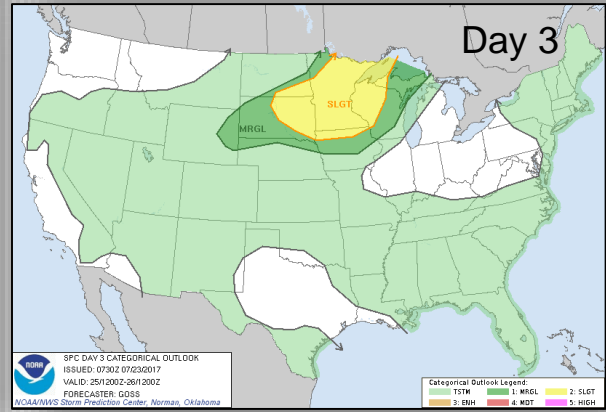 Day 3
SLGT
MRGL
SPC DAY 3 CATEGORICAL OUTLOOK
ISSUED: 0730Z 07/23/2017
VALID: 25/1200Z-26/1200Z
FORECASTER: GOSS
NOAA/NWS Storm Prediction Center, Norman, Oklahoma
NOAA
Categorical Outlook Legend:
TSTM 1: MRGL 2: SLGT
3: ENH 4: MDT 5: HIGH